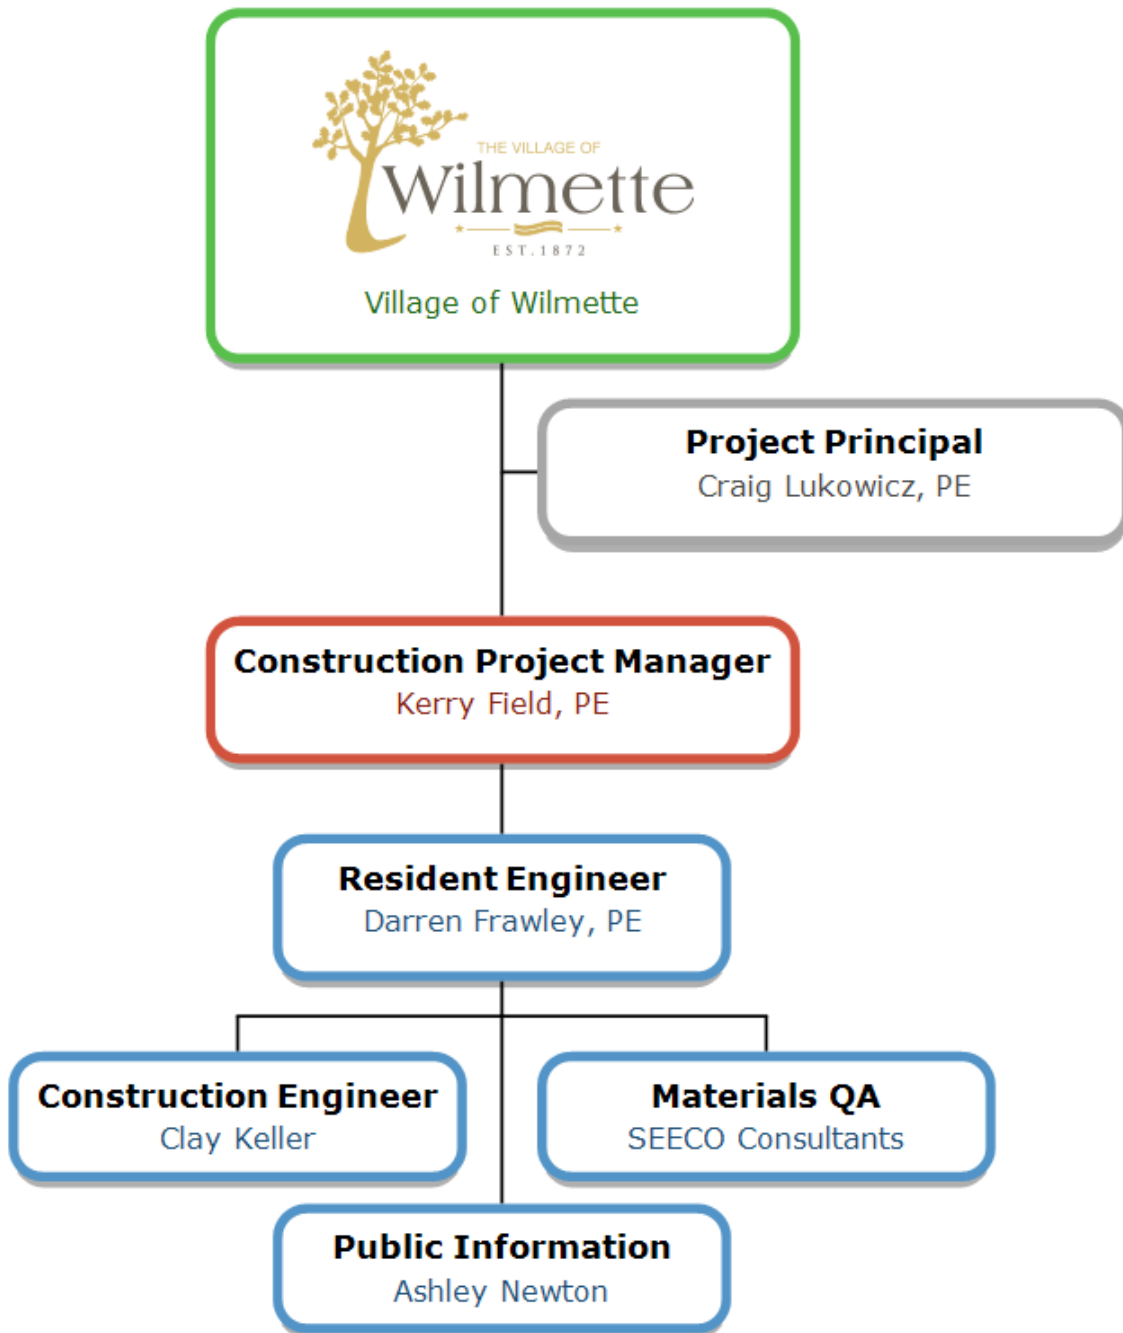 THE VILLAGE OF
Wilmette
EST.1872
Village of Wilmette
Project Principal
Craig Lukowicz, PE
Construction Project Manager
Kerry Field, PE
Resident Engineer
Darren Frawley, PE
Construction Engineer
Clay Keller
Materials QA
SEECO Consultants
Public Information
Ashley Newton